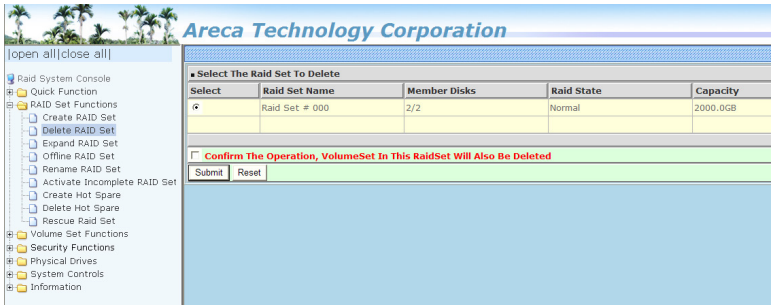 Areca Technology Corporation
|open all|close all|
Raid System Console
Quick Function
RAID Set Functions
Create RAID Set
Delete RAID Set
Expand RAID Set
Offline RAID Set
Rename RAID Set
Activate Incomplete RAID Set
Create Hot Spare
Delete Hot Spare
Rescue Raid Set
Volume Set Functions
Security Functions
Physical Drives
System Controls
Information
Select The Raid Set To Delete
Select Raid Set Name Member Disks Raid State Capacity
Raid Set # 000 2/2 Normal 2000.0GB
Confirm The Operation, VolumeSet In This RaidSet Will Also Be Deleted
Submit Reset